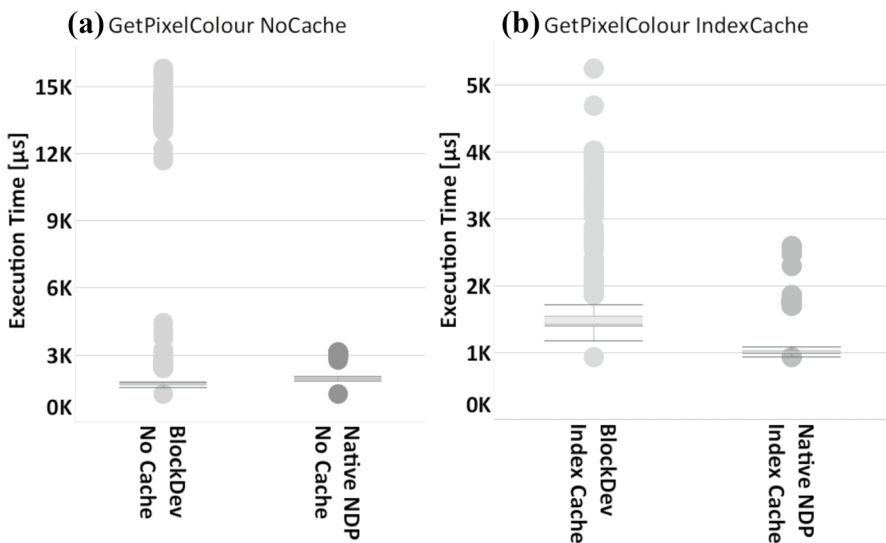 (a) GetPixelColour NoCache
Execution Time [µs]
15K
12K
9K
6K
3K
0K
BlockDev
No Cache
Native NDP
No Cache
(b) GetPixelColour IndexCache
Execution Time [µs]
5K
4K
3K
2K
1K
0K
BlockDev
Index Cache
Native NDP
Index Cache